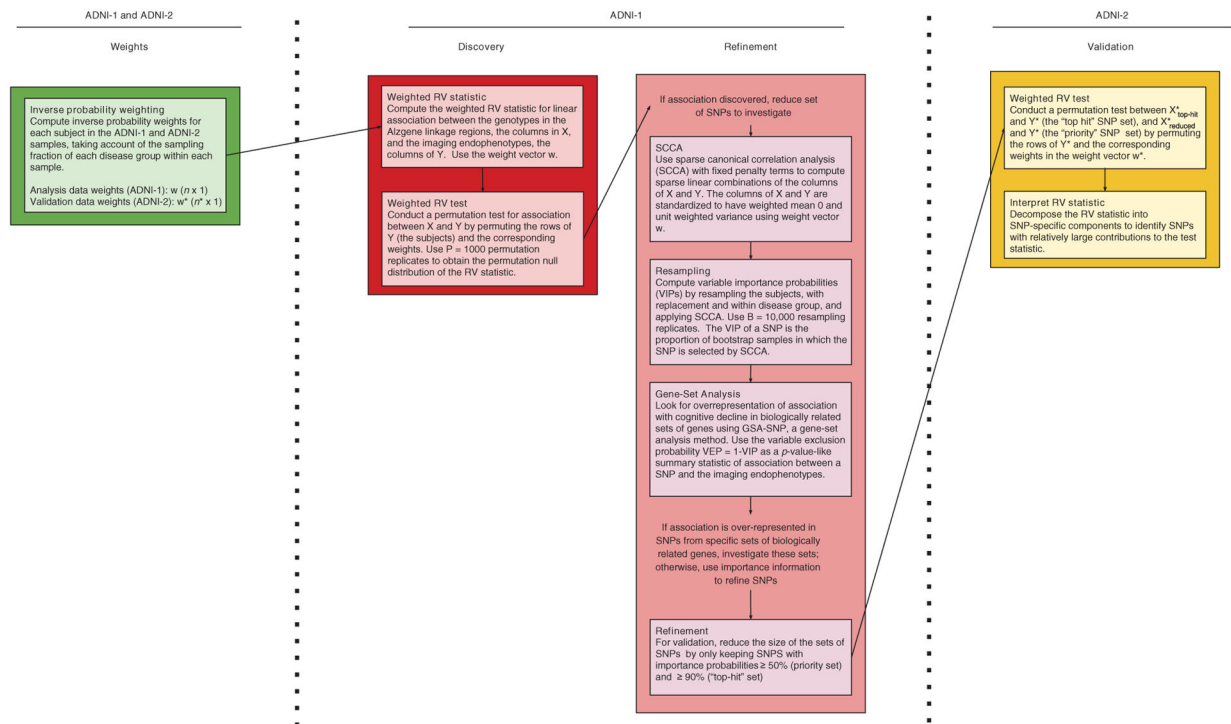 ADNI-1 and ADNI-2
Weights
Inverse probability weighting
Compute inverse probability weights for
each subject in the ADNI-1 and ADNI-2
samples, taking account of the sampling
fraction of each disease group within each
sample.
Analysis data weights (ADNI-1): w (n x 1)
Validation data weights (ADNI-2): w* (n* x 1)
ADNI-1
Discovery
Weighted RV statistic
Compute the weighted RV statistic for linear
association between the genotypes in the
Alzgene linkage regions, the columns in X,
and the imaging endophenotypes, the
columns of Y.  Use the weight vector w.
Weighted RV test
Conduct a permutation test for association
between X and Y by permuting the rows of
Y (the subjects) and the corresponding
weights. Use P = 1000 permutation
replicates to obtain the permutation null
distribution of the RV statistic.
Refinement
If association discovered, reduce set
of SNPs to investigate
SCCA
Use sparse canonical correlation analysis
(SCCA) with fixed penalty terms to compute
sparse linear combinations of the columns
of X and Y. The columns of X and Y are
standardized to have weighted mean 0 and
unit weighted variance using weight vector
w.
Resampling
Compute variable importance probabilities
(VIPs) by resampling the subjects, with
replacement and within disease group, and
applying SCCA. Use B = 10,000 resampling
replicates.  The VIP of a SNP is the
proportion of bootstrap samples in which the
SNP is selected by SCCA.
Gene-Set Analysis
Look for overrepresentation of association
with cognitive decline in biologically related
sets of genes using GSA-SNP, a gene-set
analysis method. Use the variable exclusion
probability VEP = 1-VIP as a p-value-like
summary statistic of association between a
SNP and the imaging endophenotypes.
If association is over-represented in
SNPs from specific sets of biologically
related genes, investigate these sets;
otherwise, use importance information
to refine SNPs
Refinement
For validation, reduce the size of the sets of
SNPs  by only keeping SNPS with
importance probabilities ≥ 50% (priority set)
and  ≥ 90% (“top-hit” set)
ADNI-2
Validation
Weighted RV test
Conduct a permutation test between X*top-hit
and Y* (the “top hit” SNP set), and X*reduced
and Y* (the “priority” SNP  set) by permuting
the rows of Y* and the corresponding
weights in the weight vector w*.
Interpret RV statistic
Decompose the RV statistic into
SNP-specific components to identify SNPs
with relatively large contributions to the test
statistic.